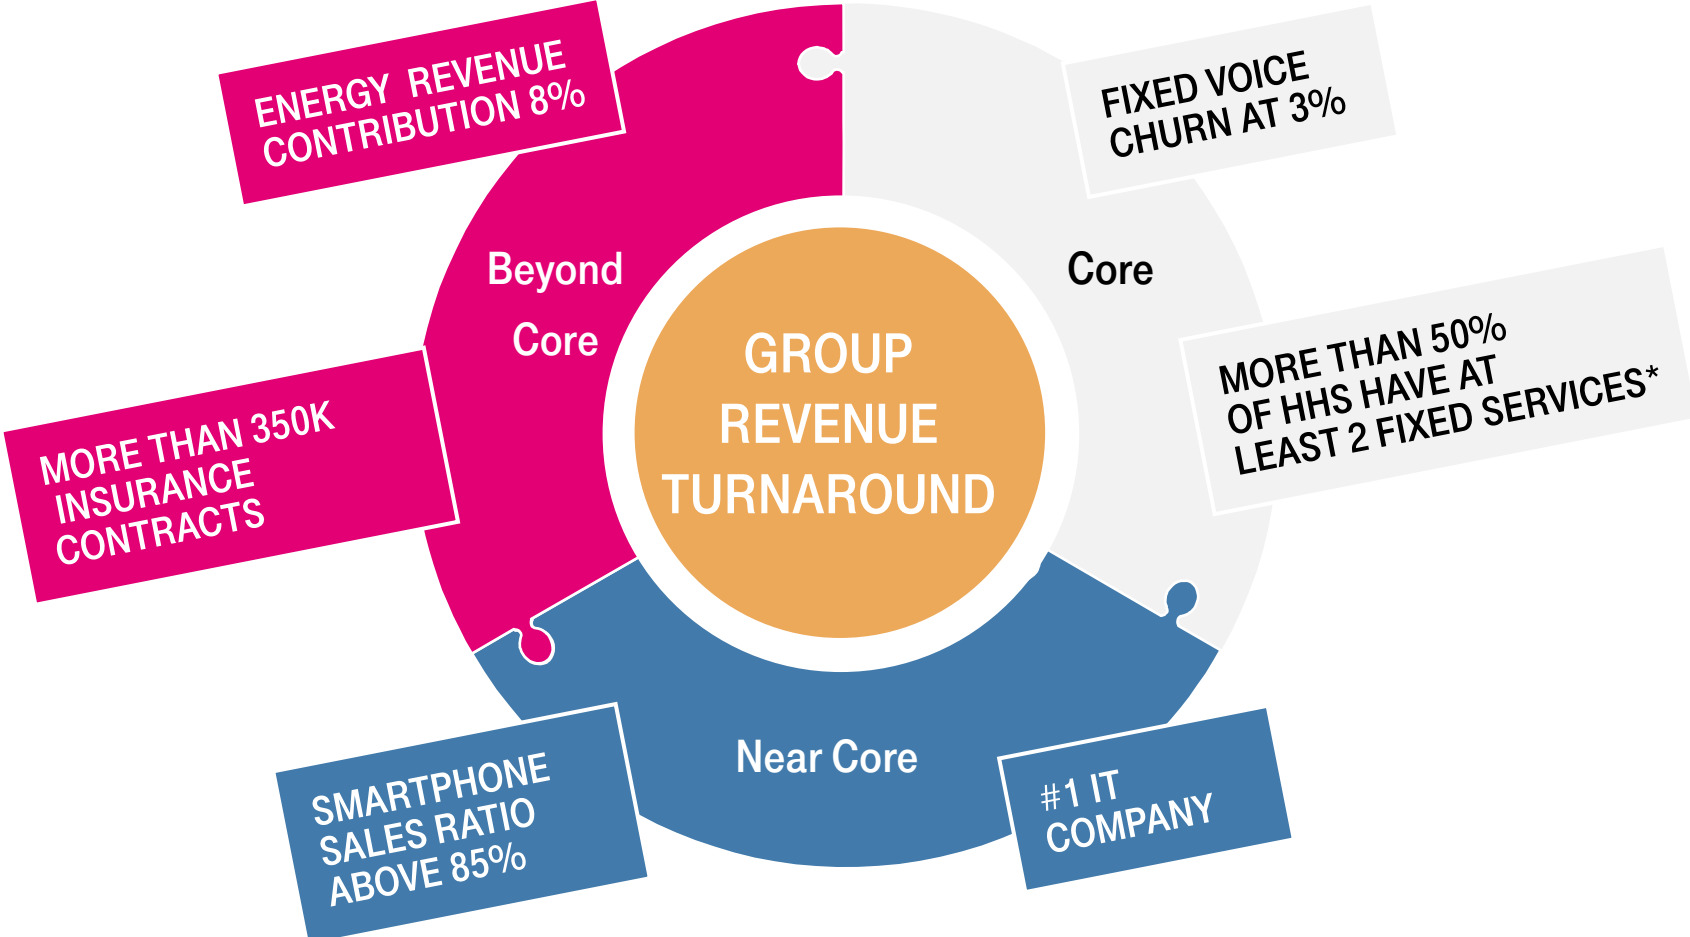 ENERGY REVENUE
CONTRIBUTION 8%
FIXED VOICE
CHURN AT 3%
Beyond
Core
Core
GROUP
REVENUE
TURNAROUND
MORE THAN 50%
OF HHS HAVE AT
LEAST 2 FIXED SERVICES*
MORE THAN 350K
INSURANCE
CONTRACTS
Near Core
SMARTPHONE
SALES RATIO
ABOVE 85%
#1 IT
COMPANY